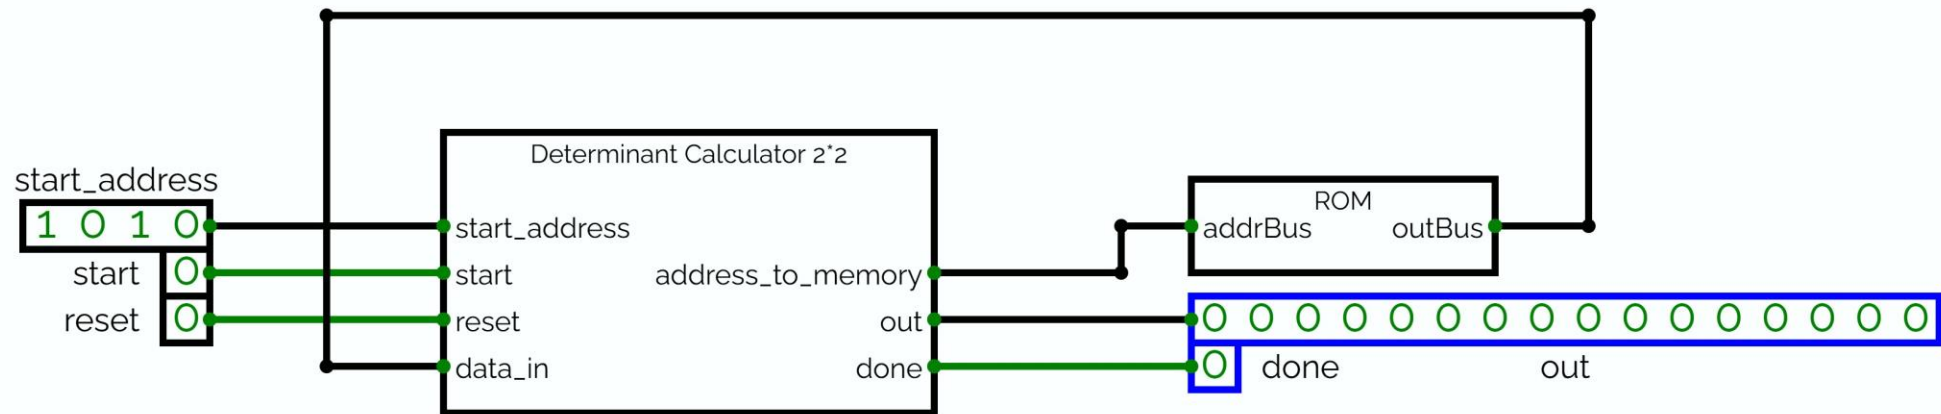 Determinant Calculator 2*2
start_address
ROM
1 0 1 0
start_address
addrBus
outBus
start
0
start
address_to_memory
reset
0
reset
out
0 0 0 0 0 0 0 0 0 0 0 0 0 0 0 0
data_in
done
0
done
out